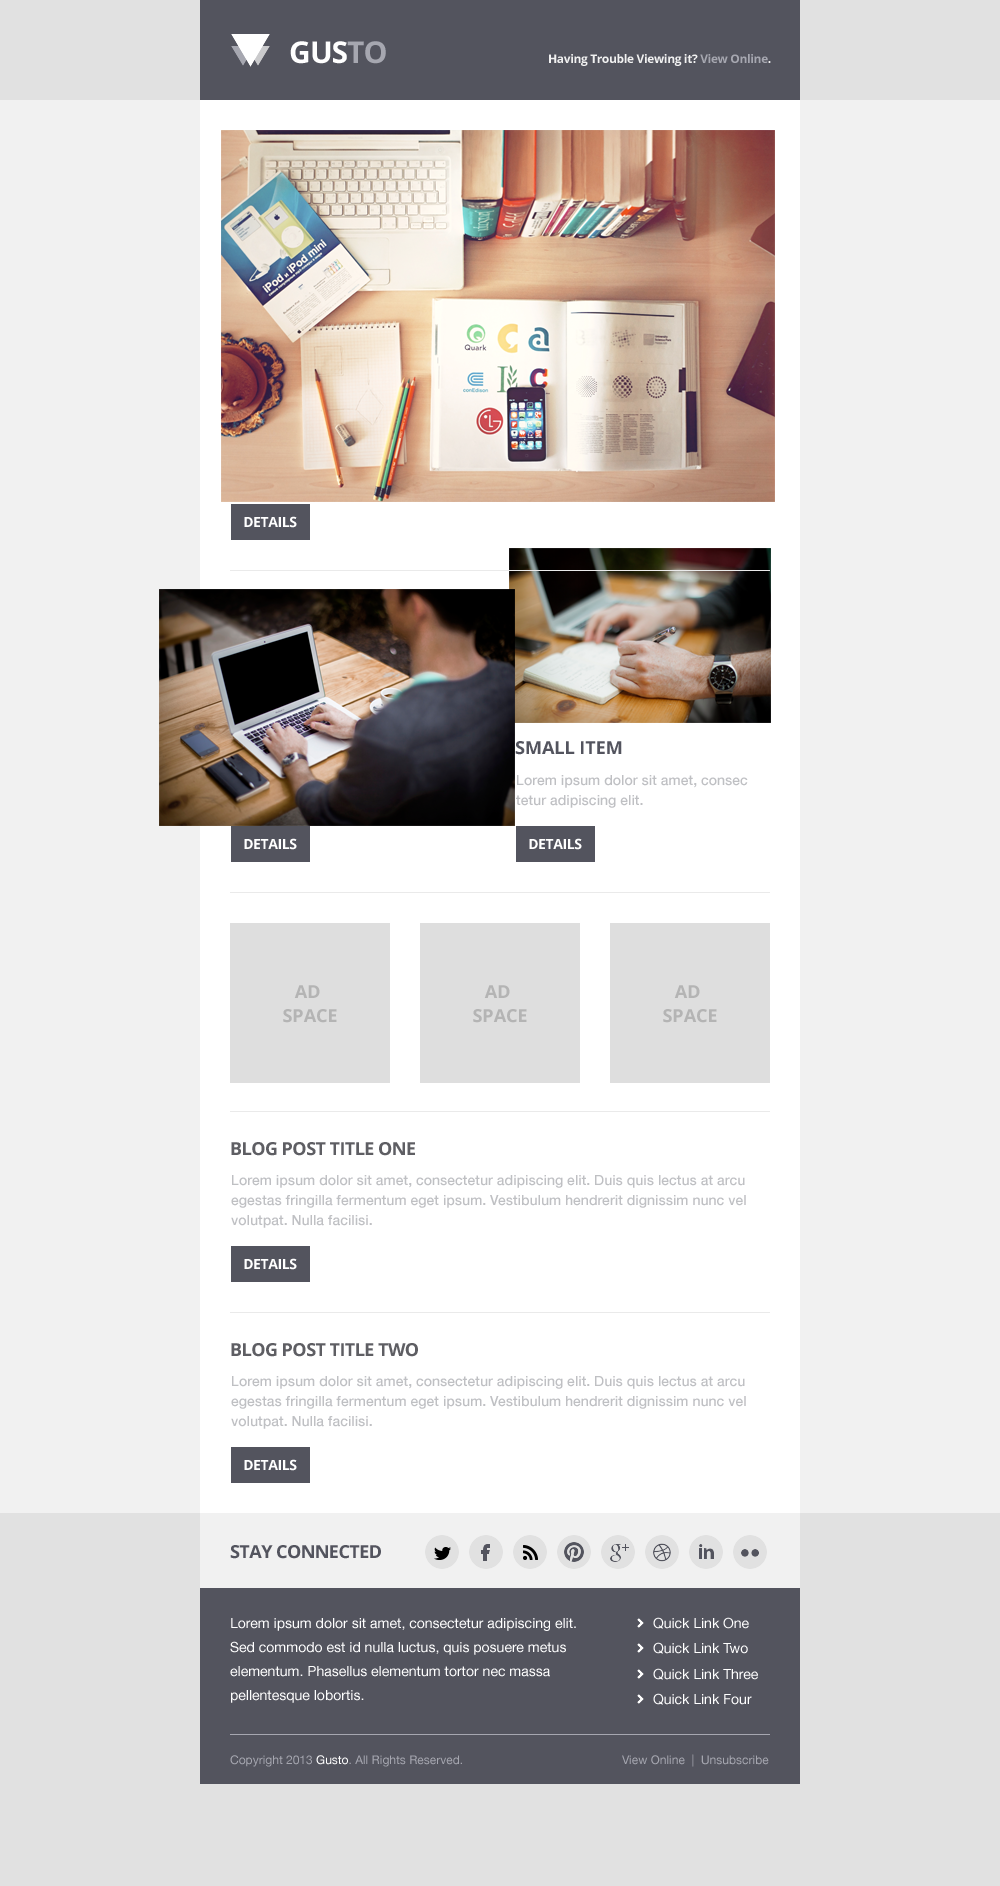 GUSTO
Having Trouble Viewing it? View Online.
iPod и iPod mini
Quark
conEdison
LG
DETAILS
SMALL ITEM
Lorem ipsum dolor sit amet, consec
tetur adipiscing elit.
DETAILS
DETAILS
AD
SPACE
AD
SPACE
AD
SPACE
BLOG POST TITLE ONE
Lorem ipsum dolor sit amet, consectetur adipiscing elit. Duis quis lectus at arcu
egestas fringilla fermentum eget ipsum. Vestibulum hendrerit dignissim nunc vel
volutpat. Nulla facilisi.
DETAILS
BLOG POST TITLE TWO
Lorem ipsum dolor sit amet, consectetur adipiscing elit. Duis quis lectus at arcu
egestas fringilla fermentum eget ipsum. Vestibulum hendrerit dignissim nunc vel
volutpat. Nulla facilisi.
DETAILS
STAY CONNECTED
Lorem ipsum dolor sit amet, consectetur adipiscing elit.
Sed commodo est id nulla luctus, quis posuere metus
elementum. Phasellus elementum tortor nec massa
pellentesque lobortis.
Quick Link One
Quick Link Two
Quick Link Three
Quick Link Four
Copyright 2013 Gusto. All Rights Reserved.
View Online | Unsubscribe